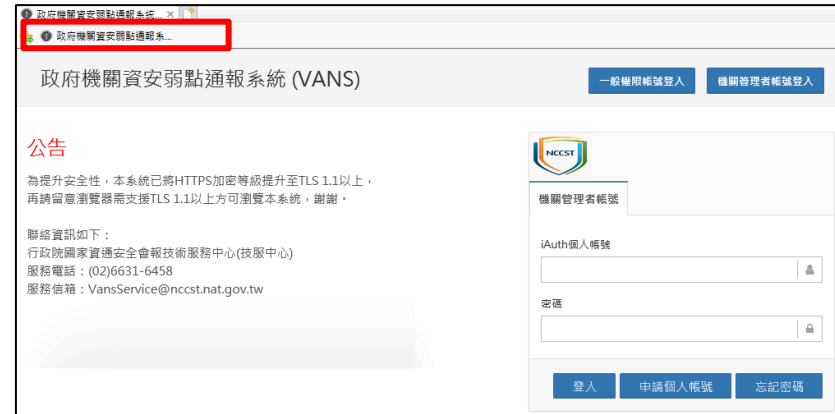 政府機關資安弱點通報系統...
政府機關資安弱點通報系...
政府機關資安弱點通報系統 (VANS)
一般權限帳號登入
機關管理者帳號登入
公告
為提升安全性，本系統已將HTTPS加密等級提升至TLS 1.1以上，
再請留意瀏覽器需支援TLS 1.1以上方可瀏覽本系統，謝謝。
聯絡資訊如下：
行政院國家資通安全會報技術服務中心(技服中心)
服務電話：(02)6631-6458
服務信箱：VansService@nccst.nat.gov.tw
NCCST
機關管理者帳號
iAuth個人帳號
密碼
登入
申請個人帳號
忘記密碼